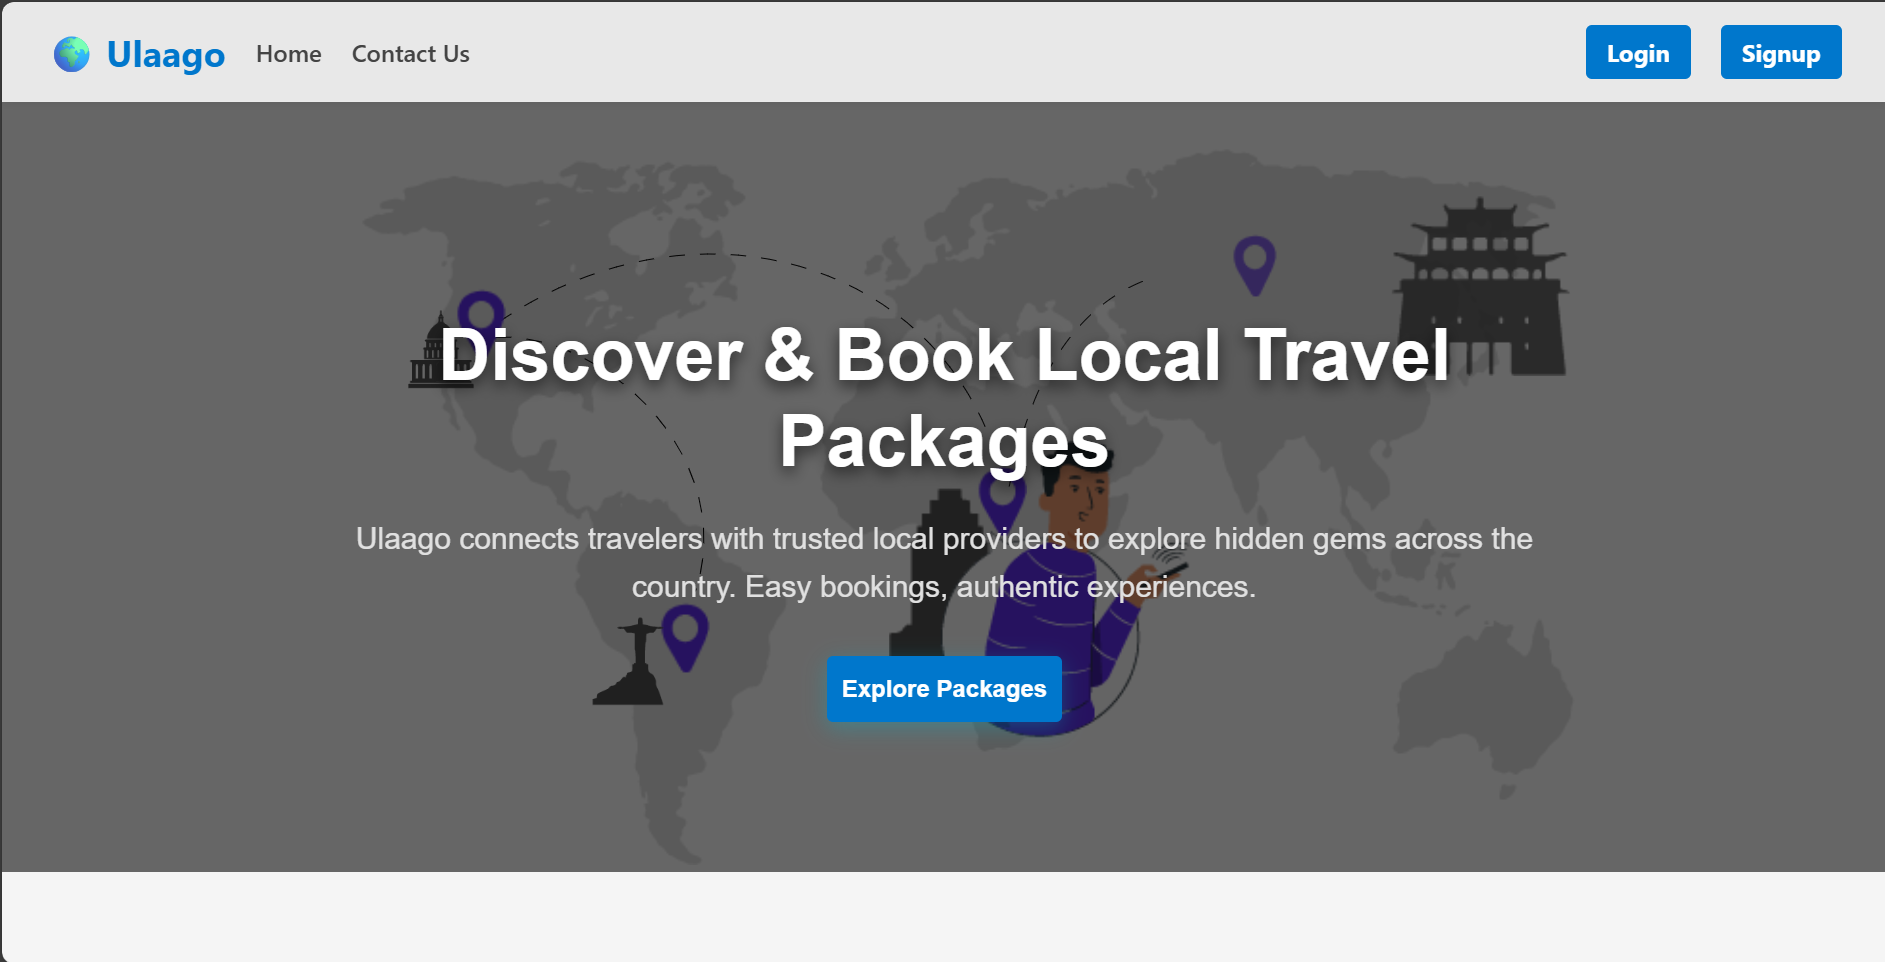 Ulaago
Home
Contact Us
Login
Signup
Discover & Book Local Travel
Packages
Ulaago connects travelers with trusted local providers to explore hidden gems across the
country. Easy bookings, authentic experiences.
Explore Packages